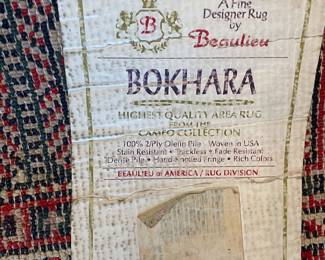 A Fine
Designer Rug
by
B
Beaulieu
BOKHARA
HIGHEST QUALITY AREA RUG
FROM THE
CAMEO COLLECTION
100% 2/Ply Olefin Pile • Woven in USA
Stain Resistant • Trackless • Fade Resistant
Dense Pile • Hand Knotted Fringe • Rich Colors
BEAULIEU of AMERICA / RUG DIVISION